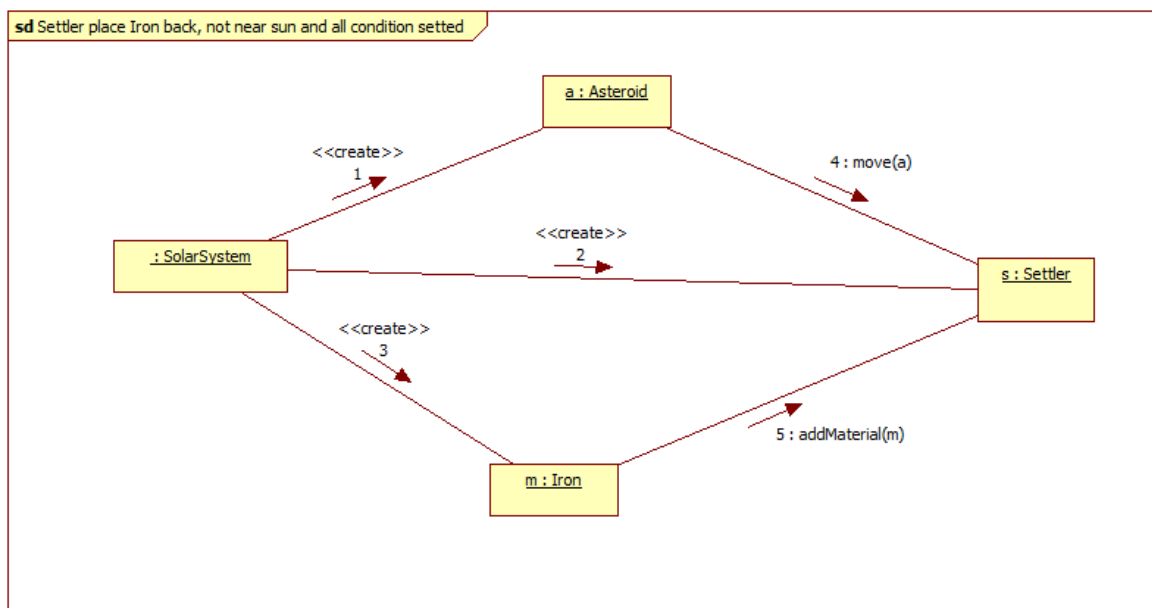 sd Settler place Iron back, not near sun and all condition setted
a : Asteroid
<<create>>
1
4 : move(a)
<<create>>
2
: SolarSystem
s : Settler
<<create>>
3
5 : addMaterial(m)
m : Iron